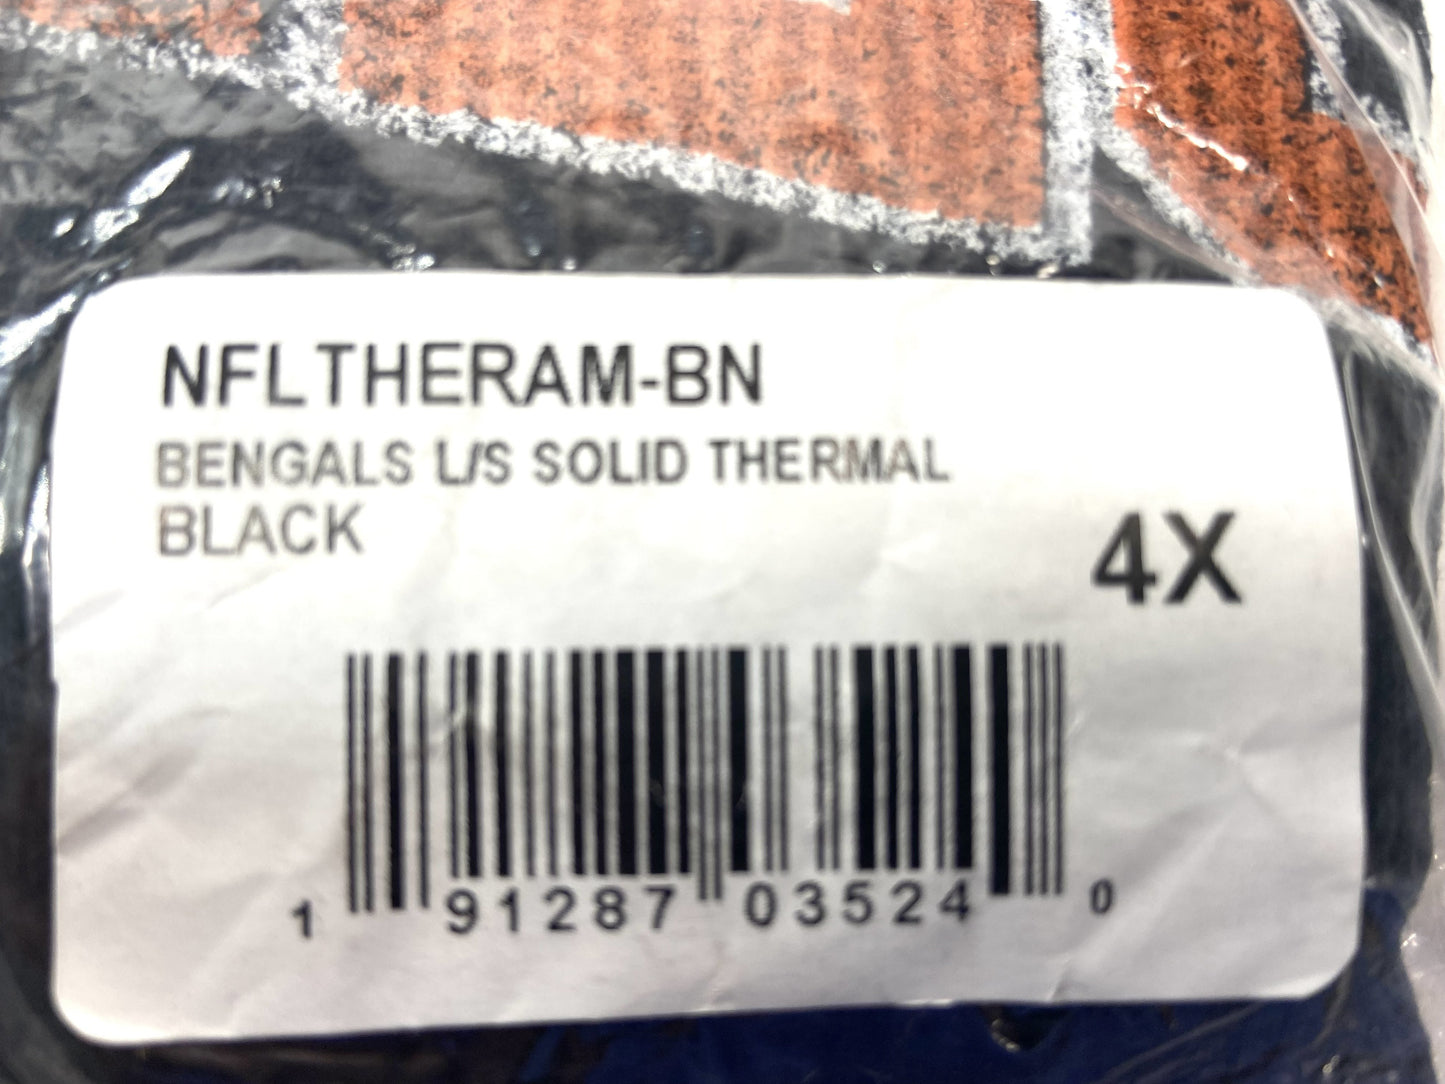 NFLTHERAM-BN
BENGALS L/S SOLID THERMAL
BLACK
4X
1 91287 03524 0